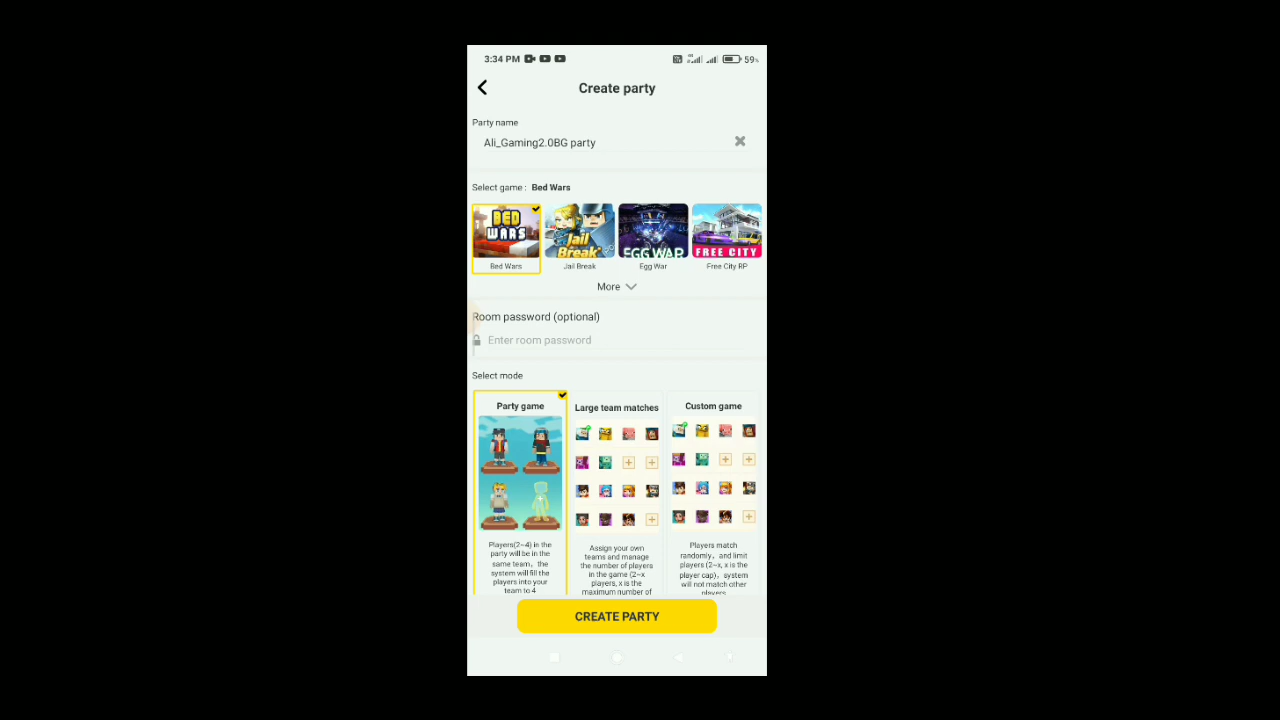 3:34 PM
59%
Create party
Party name
Ali_Gaming2.0BG party
Select game : Bed Wars
BED WARS
Jail Break
EGG WAR
FREE CITY
Bed Wars
Jail Break
Egg War
Free City RP
More
Room password (optional)
Enter room password
Select mode
Party game
Large team matches
Custom game
Players(2~4) in the
party will be in the
same team, the
system will fill the
players into your
team to 4
Assign your own
teams and manage
the number of players
in the game (2~x
players, x is the
maximum number of
Players match
randomly, and limit
players (2~x, x is the
player cap), system
will not match other
players
CREATE PARTY